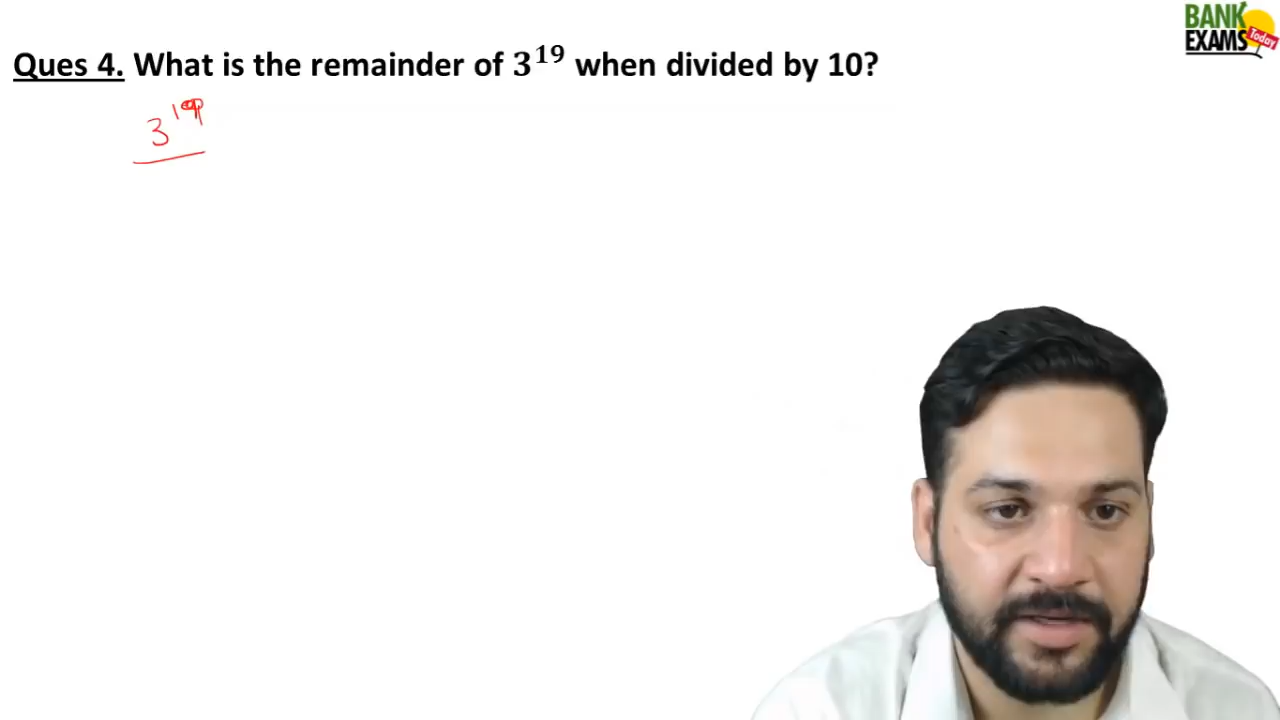 BANK
EXAMS Today
Ques 4. What is the remainder of 3¹⁹ when divided by 10?
3¹⁹